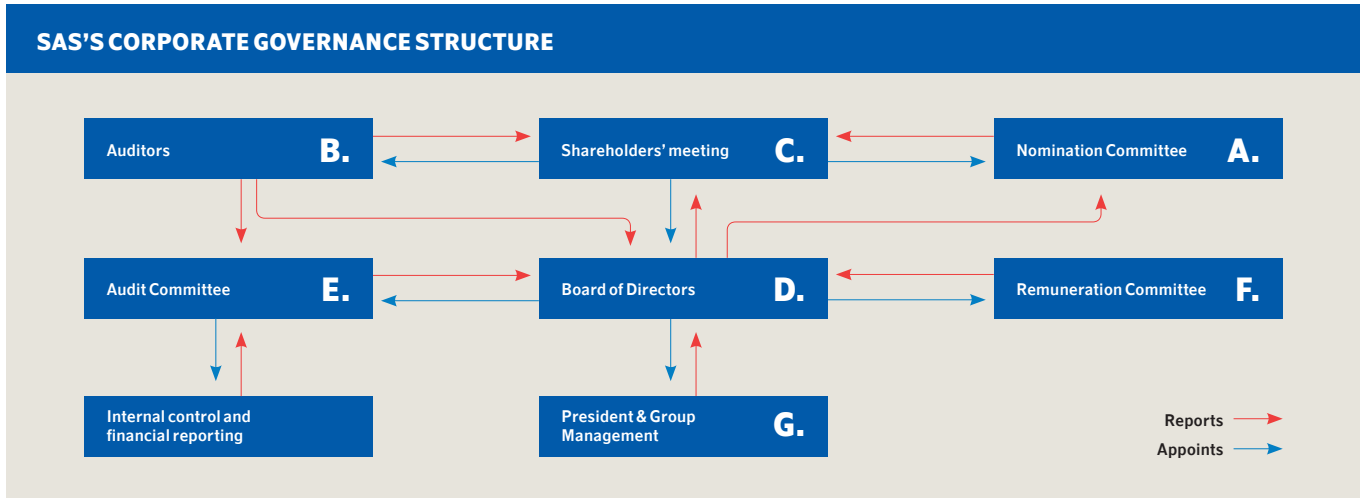 SAS'S CORPORATE GOVERNANCE STRUCTURE
Auditors B.
Shareholders' meeting C.
Nomination Committee A.
Audit Committee E.
Board of Directors D.
Remuneration Committee F.
Internal control and
financial reporting
President & Group
Management G.
Reports
Appoints